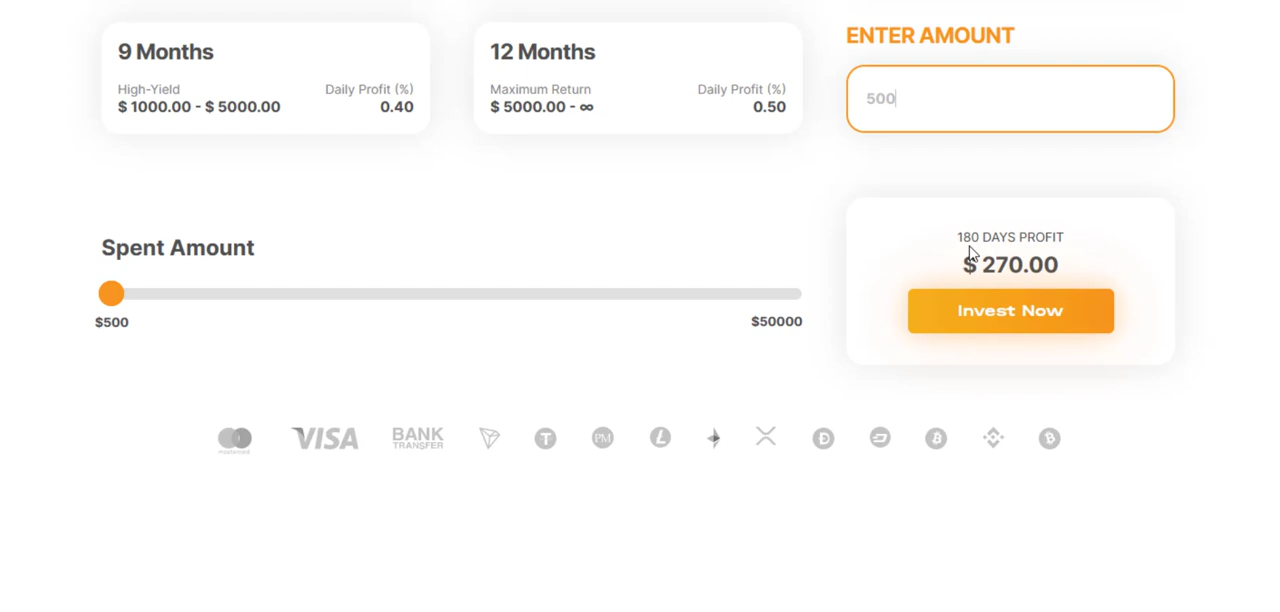 9 Months
High-Yield Daily Profit (%)
$ 1000.00 - $ 5000.00 0.40
12 Months
Maximum Return Daily Profit (%)
$ 5000.00 - ∞ 0.50
ENTER AMOUNT
500
Spent Amount
$500 $50000
180 DAYS PROFIT
$ 270.00
Invest Now
mastercard VISA BANK TRANSFER PM